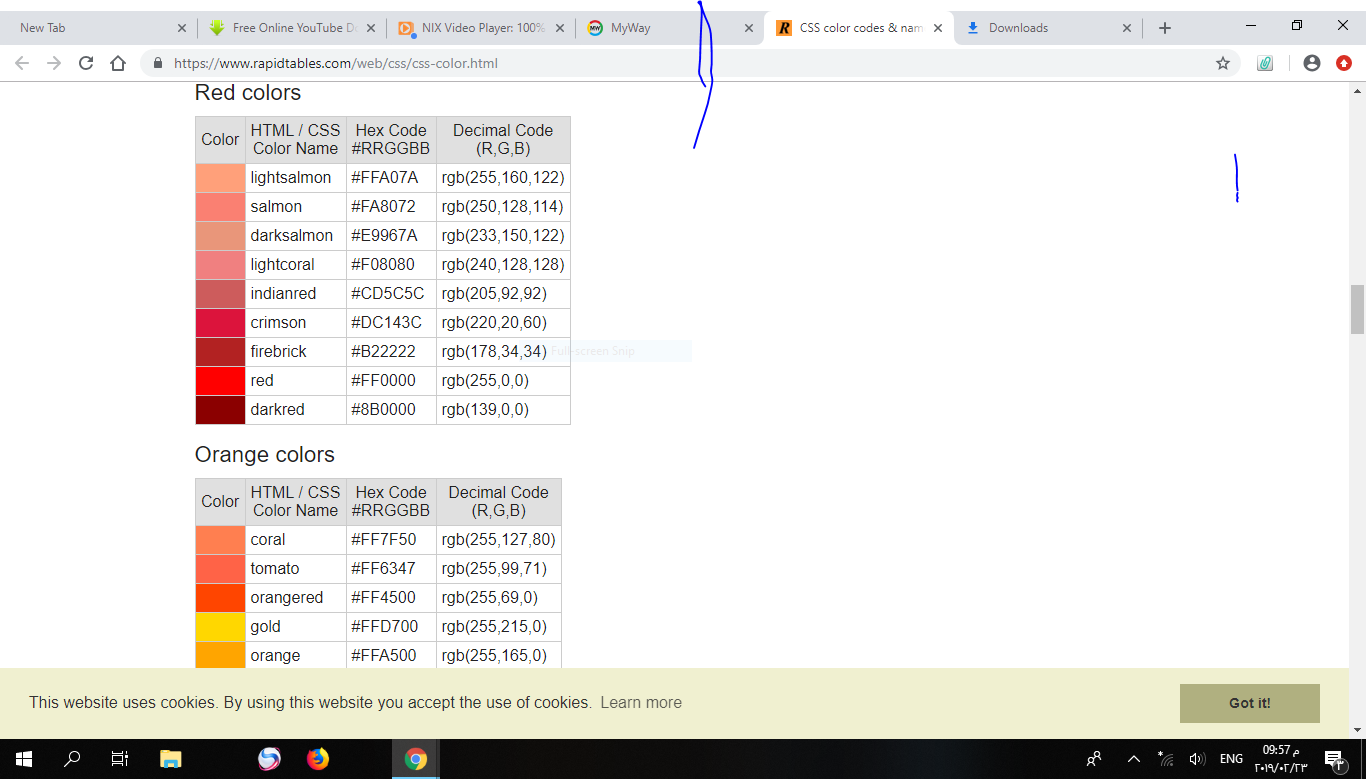 New Tab
Free Online YouTube Do
NIX Video Player: 100%
MyWay
CSS color codes & nam
Downloads
https://www.rapidtables.com/web/css/css-color.html
Red colors
Color
HTML / CSS
Color Name
Hex Code
#RRGGBB
Decimal Code
(R,G,B)
lightsalmon #FFA07A rgb(255,160,122)
salmon #FA8072 rgb(250,128,114)
darksalmon #E9967A rgb(233,150,122)
lightcoral #F08080 rgb(240,128,128)
indianred #CD5C5C rgb(205,92,92)
crimson #DC143C rgb(220,20,60)
firebrick #B22222 rgb(178,34,34)
Full-screen Snip
red #FF0000 rgb(255,0,0)
darkred #8B0000 rgb(139,0,0)
Orange colors
Color
HTML / CSS
Color Name
Hex Code
#RRGGBB
Decimal Code
(R,G,B)
coral #FF7F50 rgb(255,127,80)
tomato #FF6347 rgb(255,99,71)
orangered #FF4500 rgb(255,69,0)
gold #FFD700 rgb(255,215,0)
orange #FFA500 rgb(255,165,0)
This website uses cookies. By using this website you accept the use of cookies. Learn more
Got it!
ENG
09:57 م
٢٠١٩/٠٢/٢٣
٣